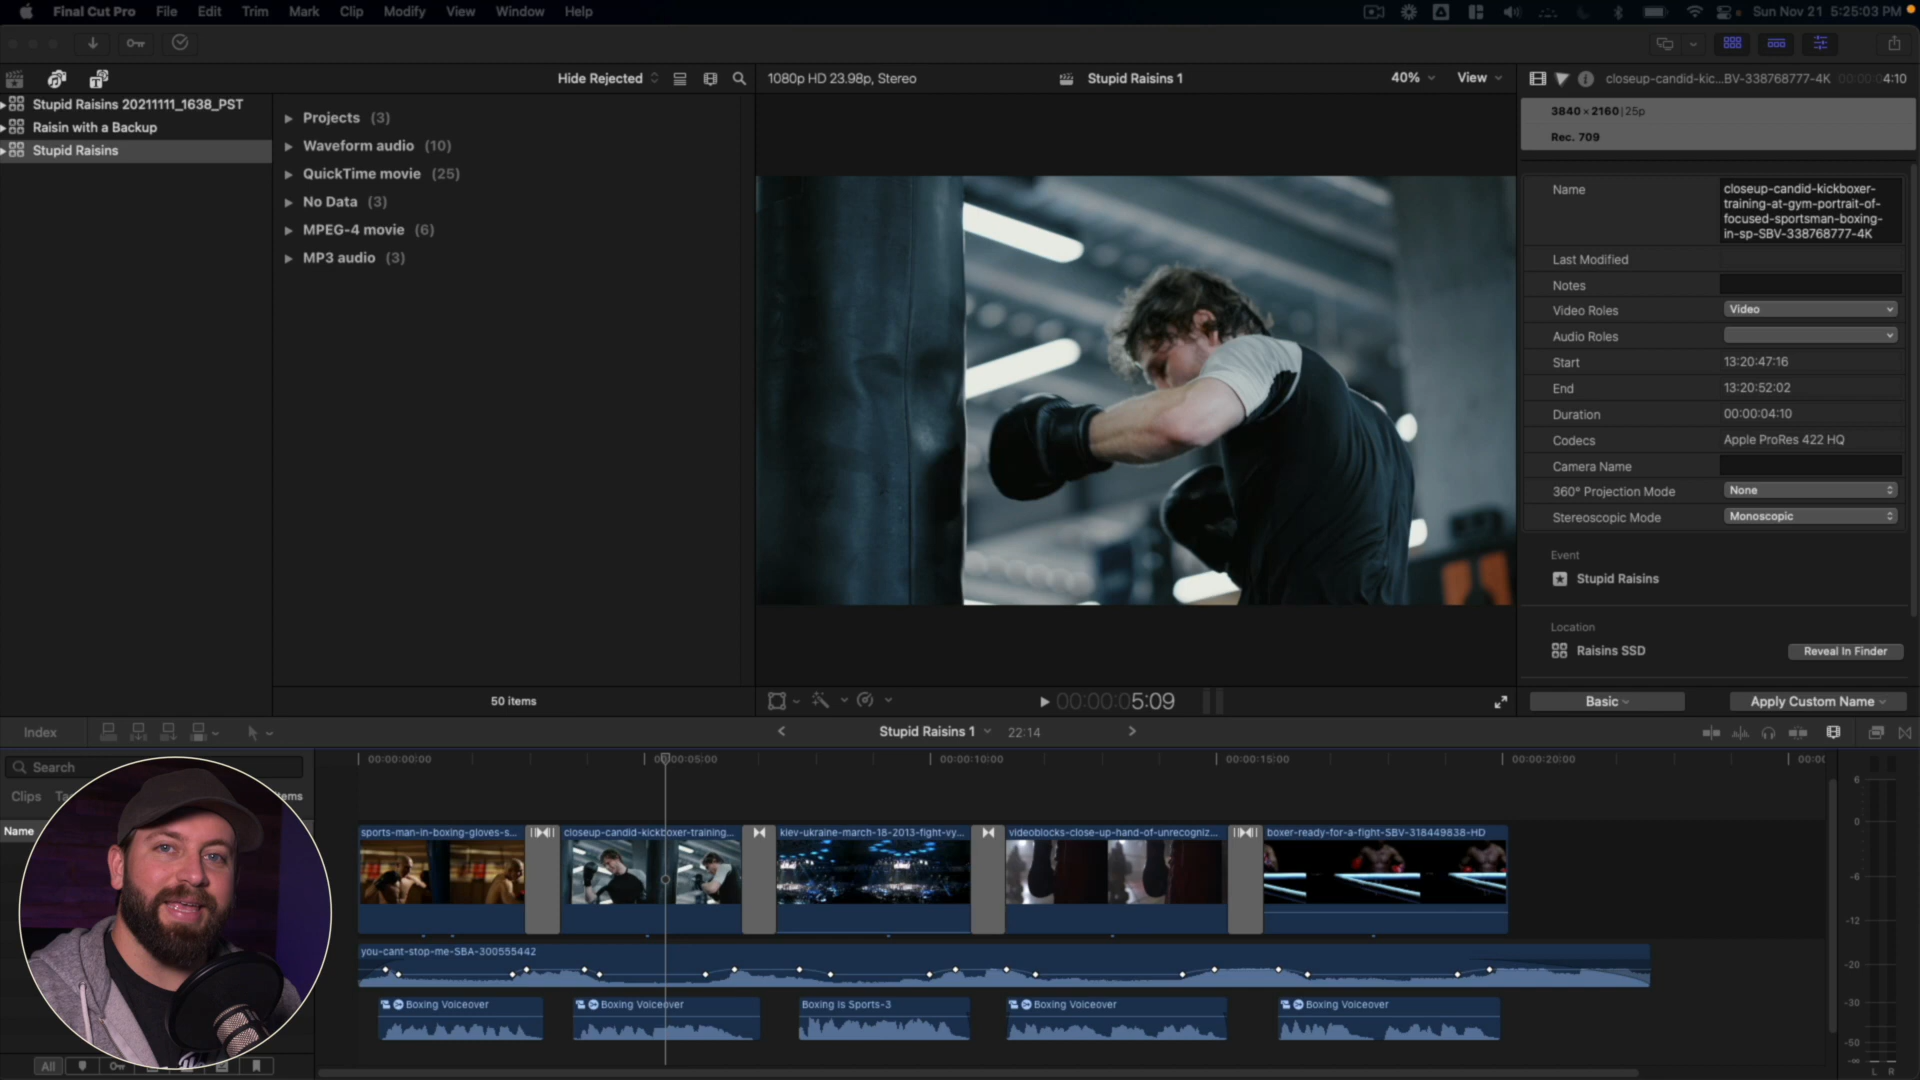 Final Cut Pro File Edit Trim Mark Clip Modify View Window Help
Sun Nov 21 5:25:03 PM
Hide Rejected
1080p HD 23.98p, Stereo
Stupid Raisins 1
40%
View
closeup-candid-kic...BV-338768777-4K
00:00:04:10
Stupid Raisins 20211111_1638_PST
Raisin with a Backup
Stupid Raisins
Projects (3)
Waveform audio (10)
QuickTime movie (25)
No Data (3)
MPEG-4 movie (6)
MP3 audio (3)
50 items
3840 × 2160 | 25p
Rec. 709
Name
closeup-candid-kickboxer-
training-at-gym-portrait-of-
focused-sportsman-boxing-
in-sp-SBV-338768777-4K
Last Modified
Notes
Video Roles Video
Audio Roles
Start 13:20:47:16
End 13:20:52:02
Duration 00:00:04:10
Codecs Apple ProRes 422 HQ
Camera Name
360° Projection Mode None
Stereoscopic Mode Monoscopic
Event
Stupid Raisins
Location
Raisins SSD
Reveal In Finder
00:00:05:09
Basic
Apply Custom Name
Index
Stupid Raisins 1 22:14
Search
Clips
Name
00:00:00:00
00:00:10:00
00:00:15:00
00:00:20:00
sports-man-in-boxing-gloves-s...
closeup-candid-kickboxer-training...
kiev-ukraine-march-18-2013-fight-vy...
videoblocks-close-up-hand-of-unrecogniz...
boxer-ready-for-a-fight-SBV-318449838-HD
you-cant-stop-me-SBA-300555442
Boxing Voiceover
Boxing Voiceover
Boxing Is Sports-3
Boxing Voiceover
Boxing Voiceover
6
0
-6
-12
-20
-30
-50
-∞
L R
All